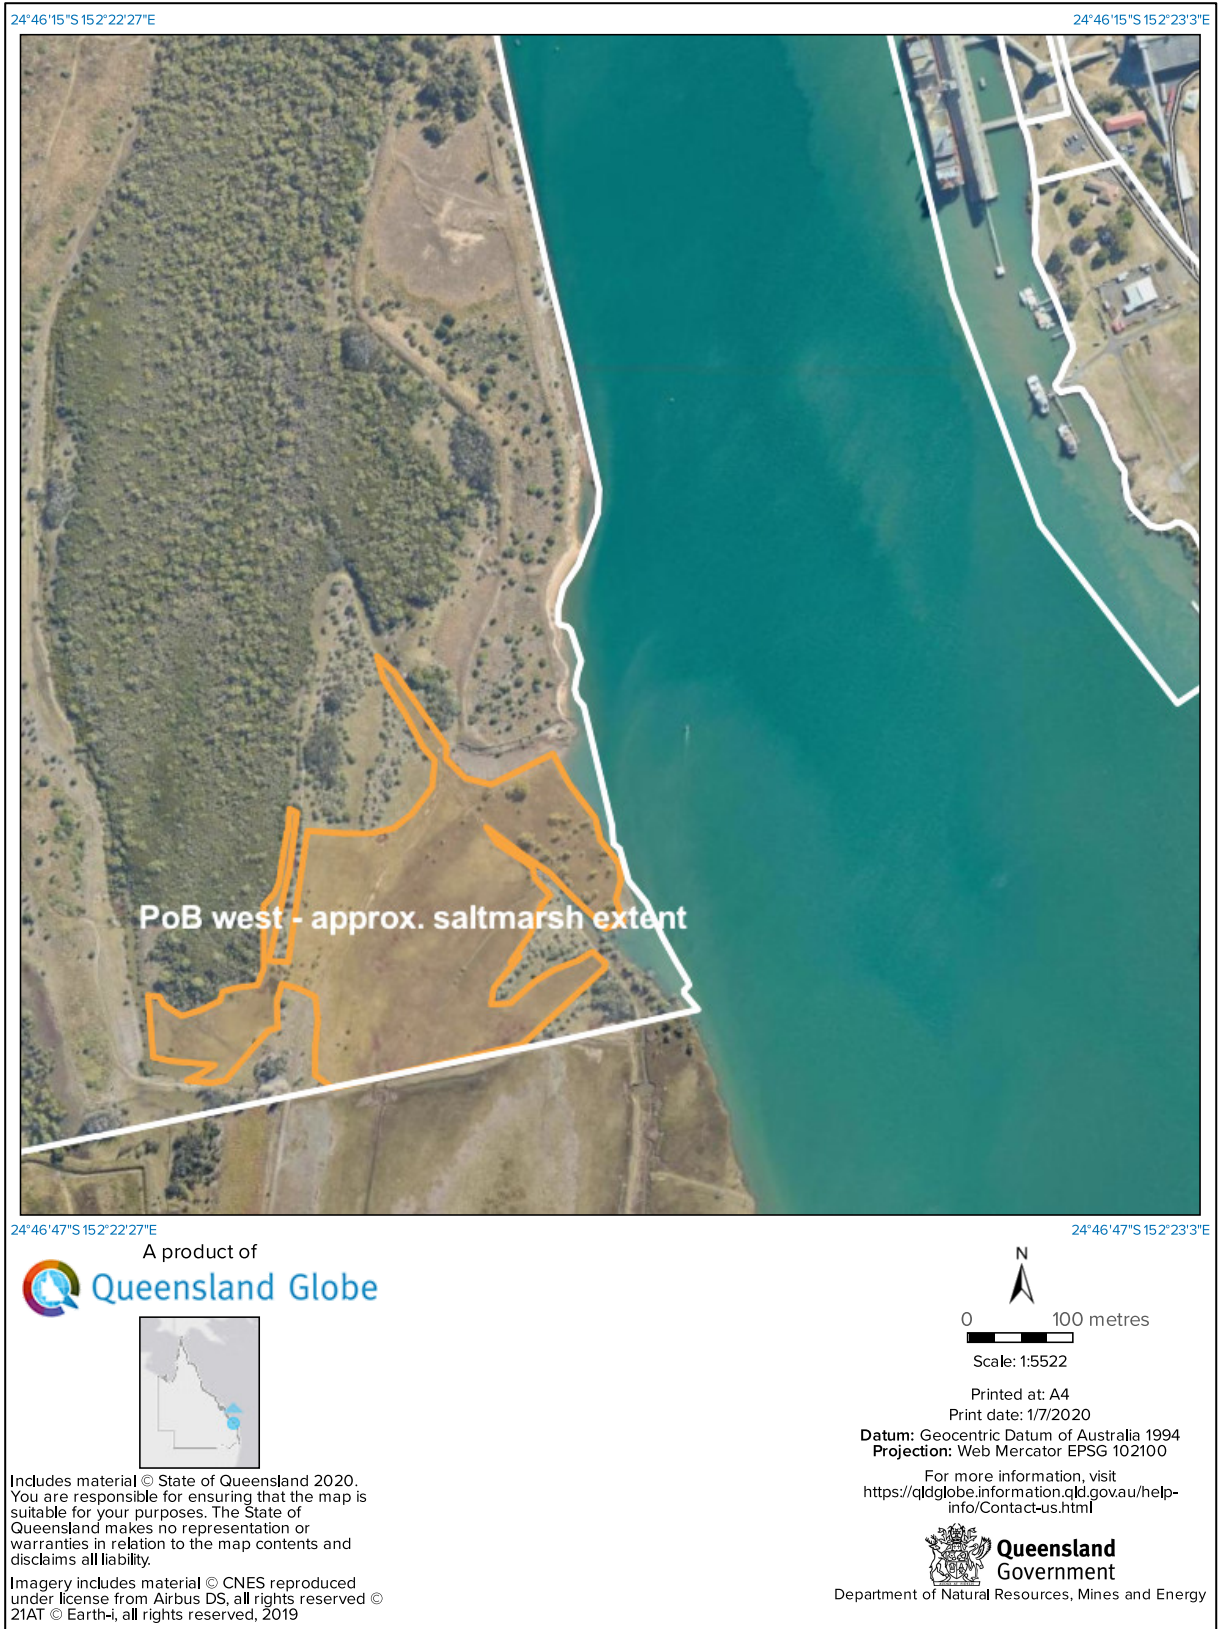 24°46'15"S 152°22'27"E
24°46'15"S 152°23'3"E
PoB west - approx. saltmarsh extent
24°46'47"S 152°22'27"E
24°46'47"S 152°23'3"E
A product of
Queensland Globe
Includes material © State of Queensland 2020.
You are responsible for ensuring that the map is
suitable for your purposes. The State of
Queensland makes no representation or
warranties in relation to the map contents and
disclaims all liability.
Imagery includes material © CNES reproduced
under license from Airbus DS, all rights reserved ©
21AT © Earth-i, all rights reserved, 2019
N
0 100 metres
Scale: 1:5522
Printed at: A4
Print date: 1/7/2020
Datum: Geocentric Datum of Australia 1994
Projection: Web Mercator EPSG 102100
For more information, visit
https://qldglobe.information.qld.gov.au/help-
info/Contact-us.html
Queensland
Government
Department of Natural Resources, Mines and Energy